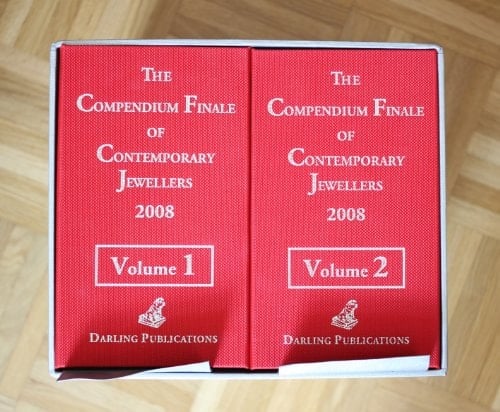 The
Compendium Finale
of
Contemporary
Jewellers
2008
Volume 1
Darling Publications
The
Compendium Finale
of
Contemporary
Jewellers
2008
Volume 2
Darling Publications